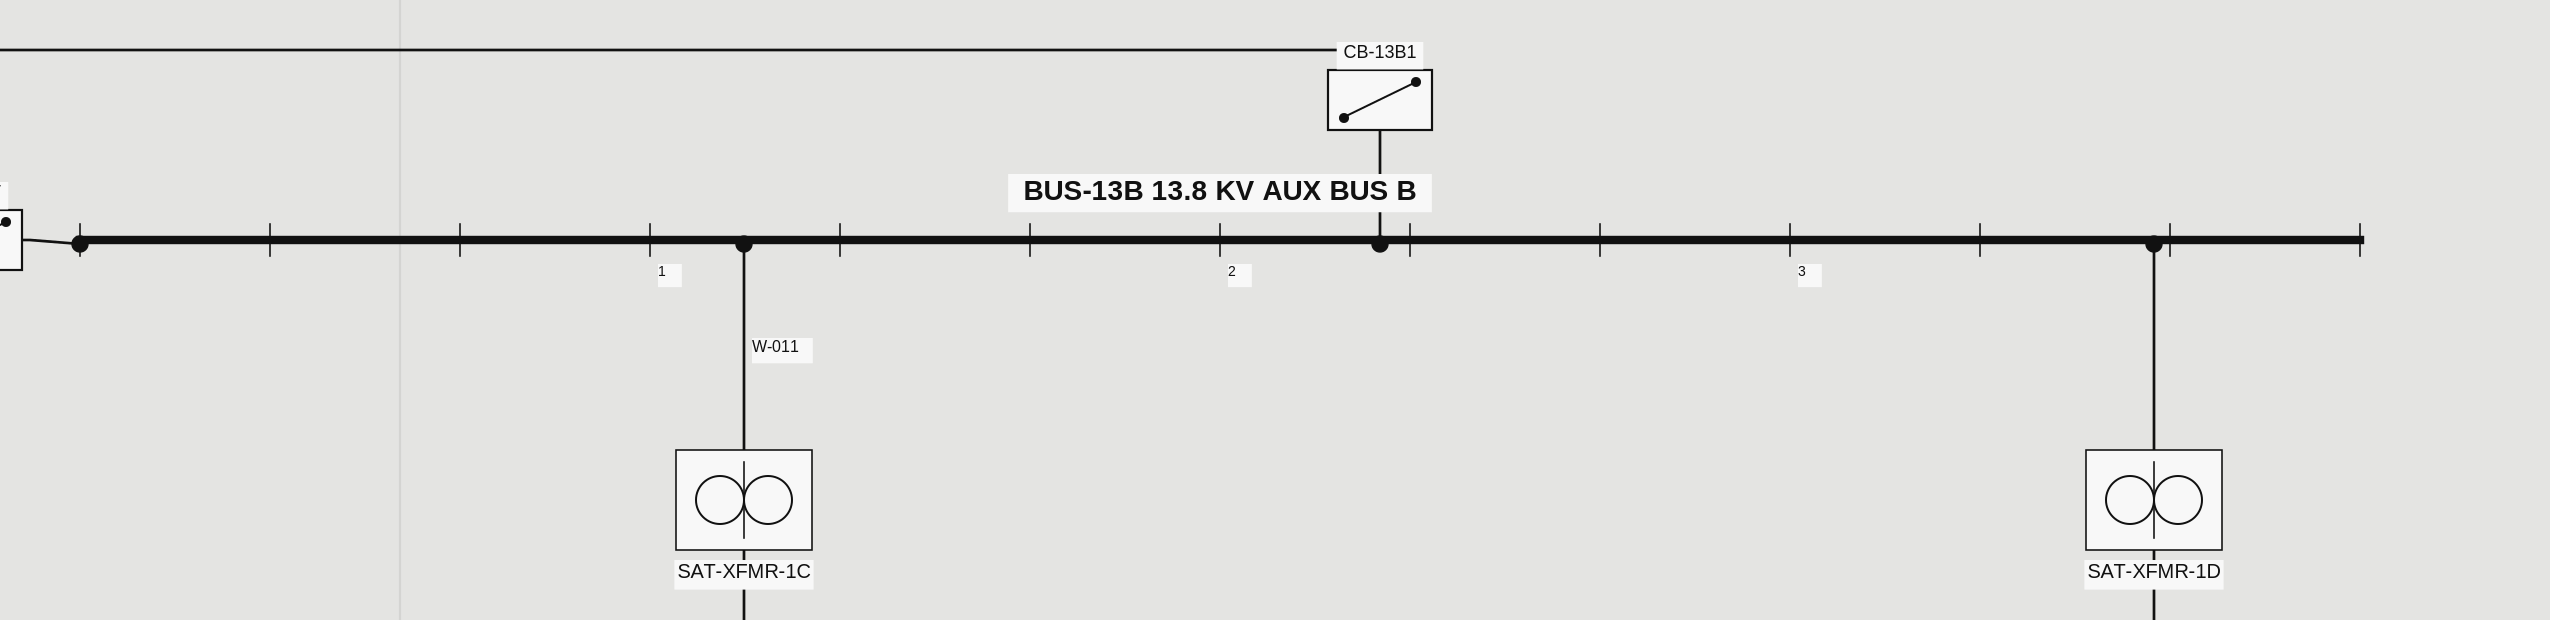 CB-13B1
BUS-13B 13.8 KV AUX BUS B
1
2
3
W-011
SAT-XFMR-1C
SAT-XFMR-1D